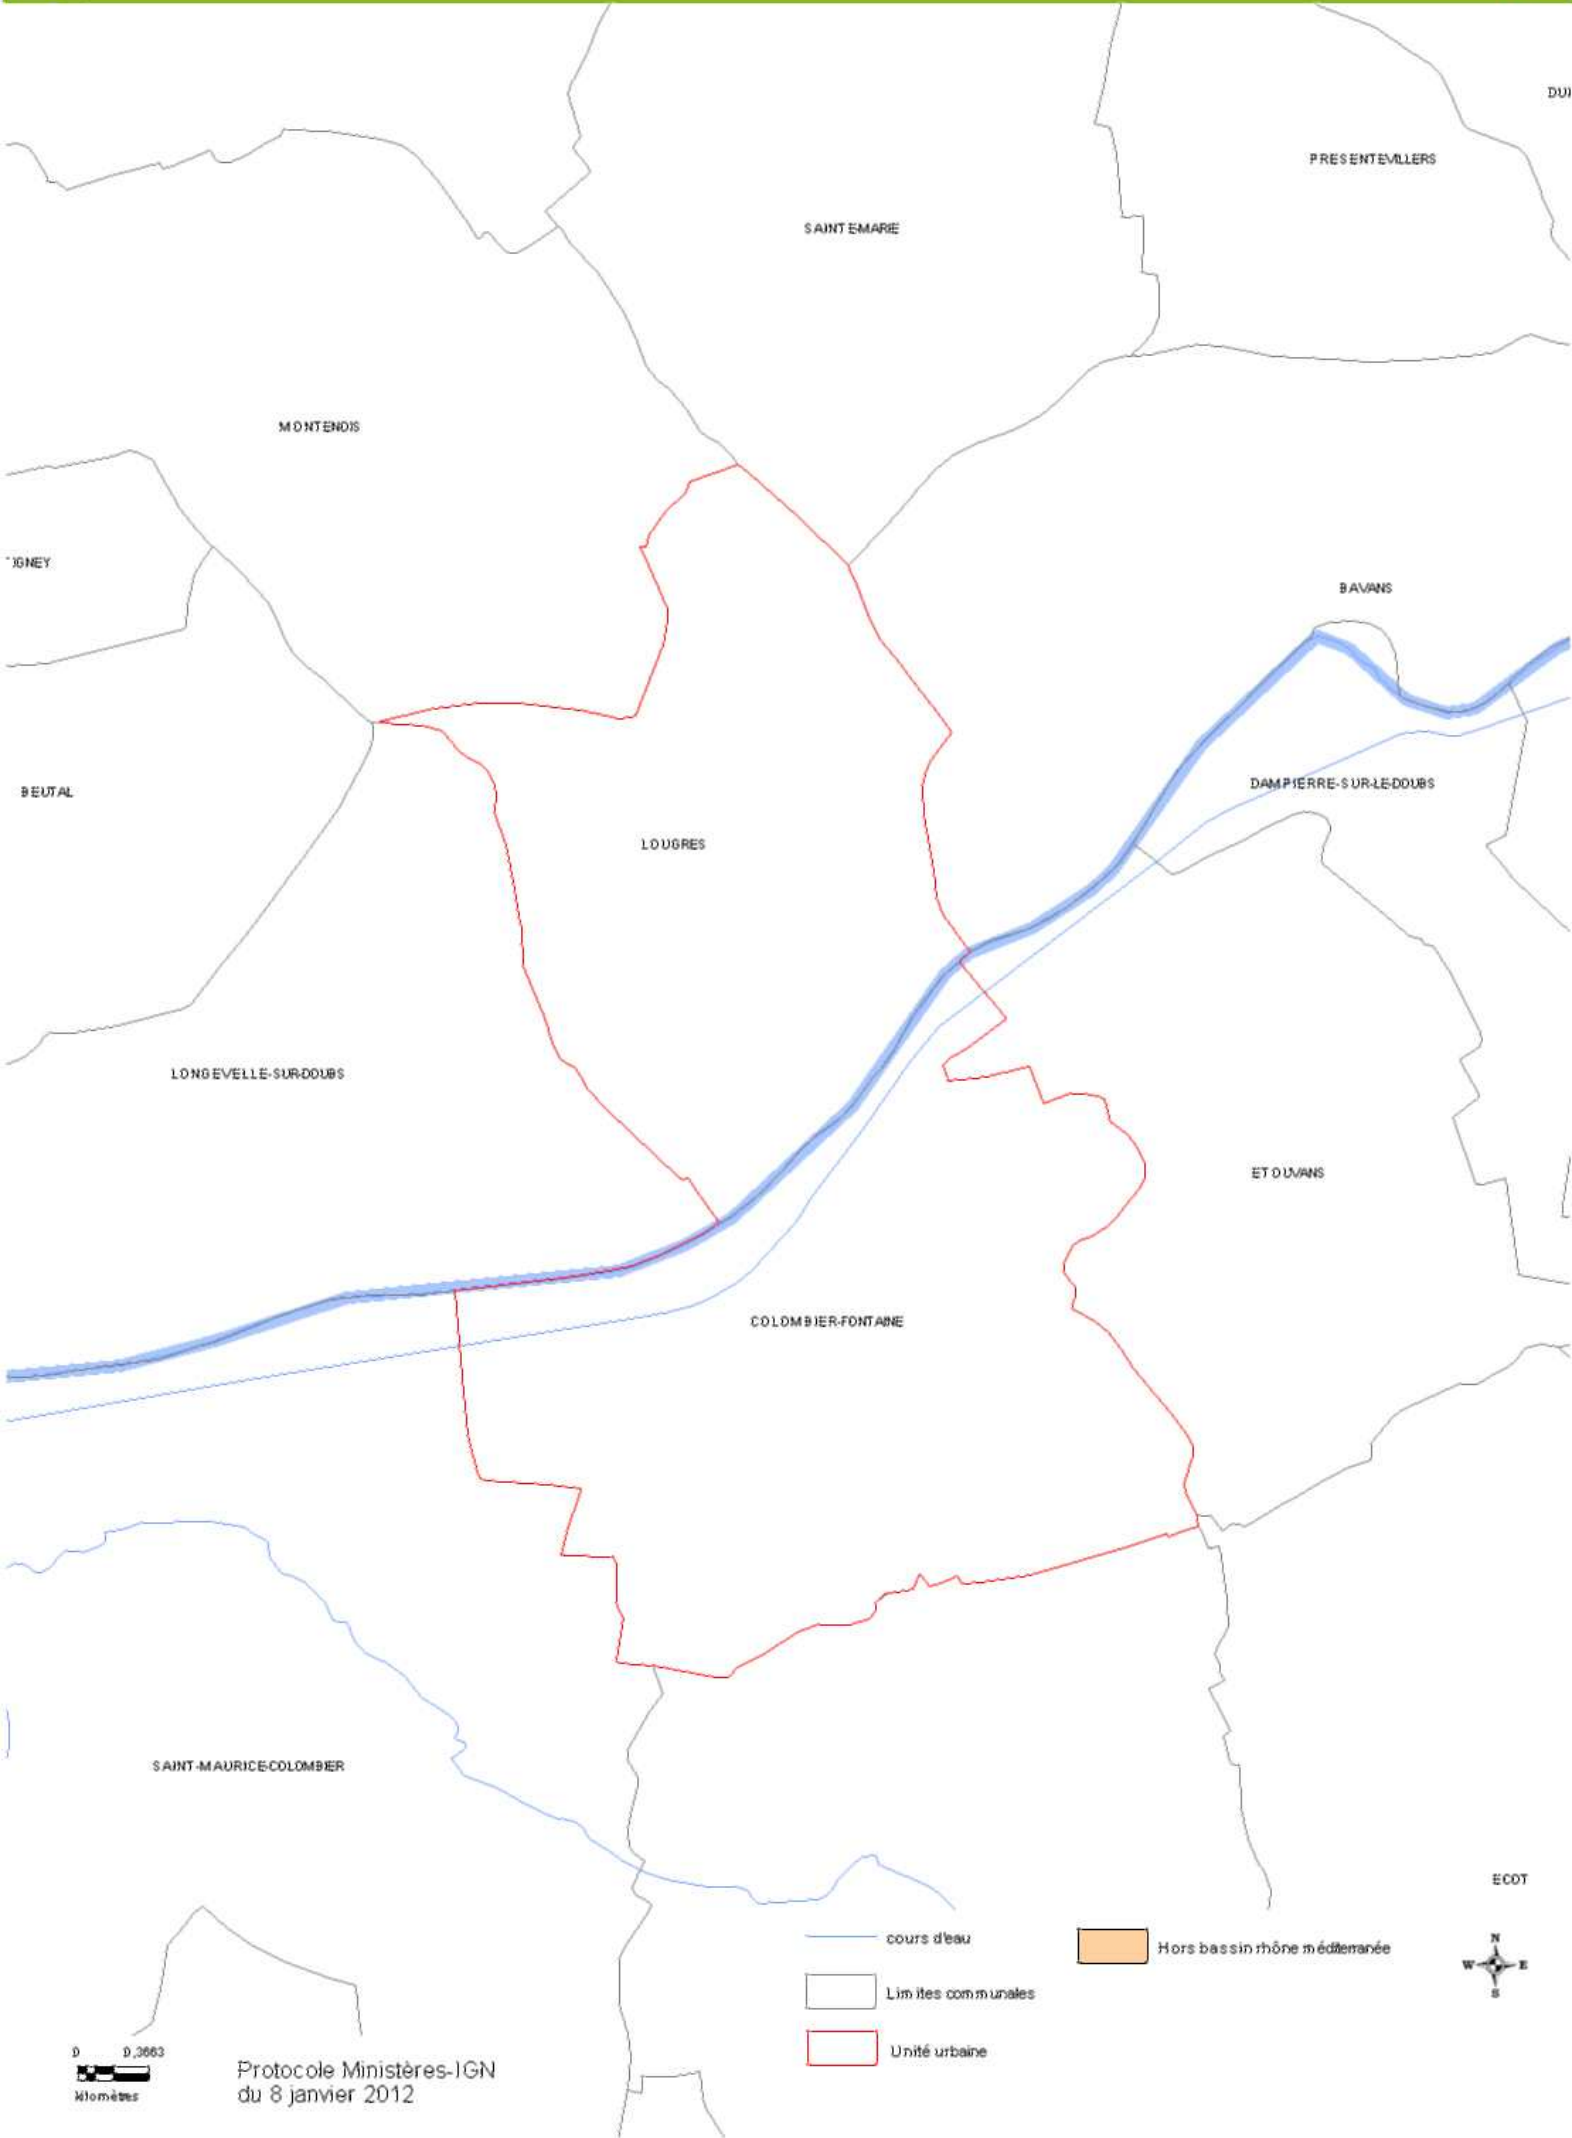 PRESENTEVILLERS
SAINTE-MARIE
MONTENOIS
BAVANS
BEUTAL
DAMPIERRE-SUR-LE-DOUBS
LOUGRES
LONGEVELLE-SUR-DOUBS
ETOUVANS
COLOMBIER-FONTAINE
SAINT-MAURICE-COLOMBIER
ECOT
cours d'eau
Hors bassin rhône méditerranée
Limites communales
Unité urbaine
N
W E
S
0 0,3663
kilomètres
Protocole Ministères-IGN
du 8 janvier 2012